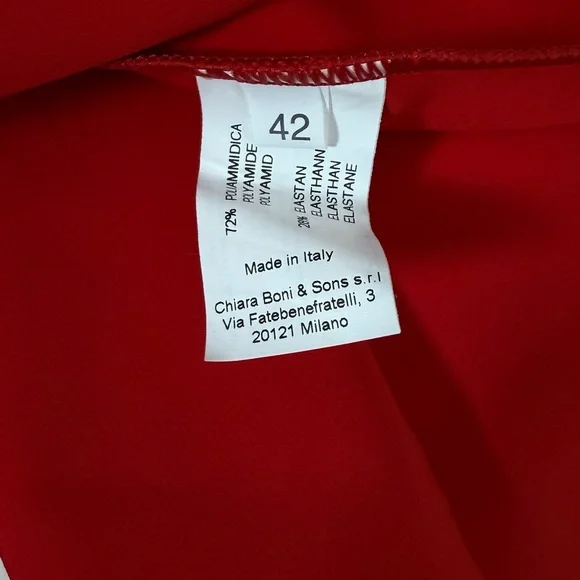 42
72% POLIAMMIDICA
POLYAMIDE
POLYAMID
28% ELASTAN
ELASTHANN
ELASTHAN
ELASTANE
Made in Italy
Chiara Boni & Sons s.r.l
Via Fatebenefratelli, 3
20121 Milano